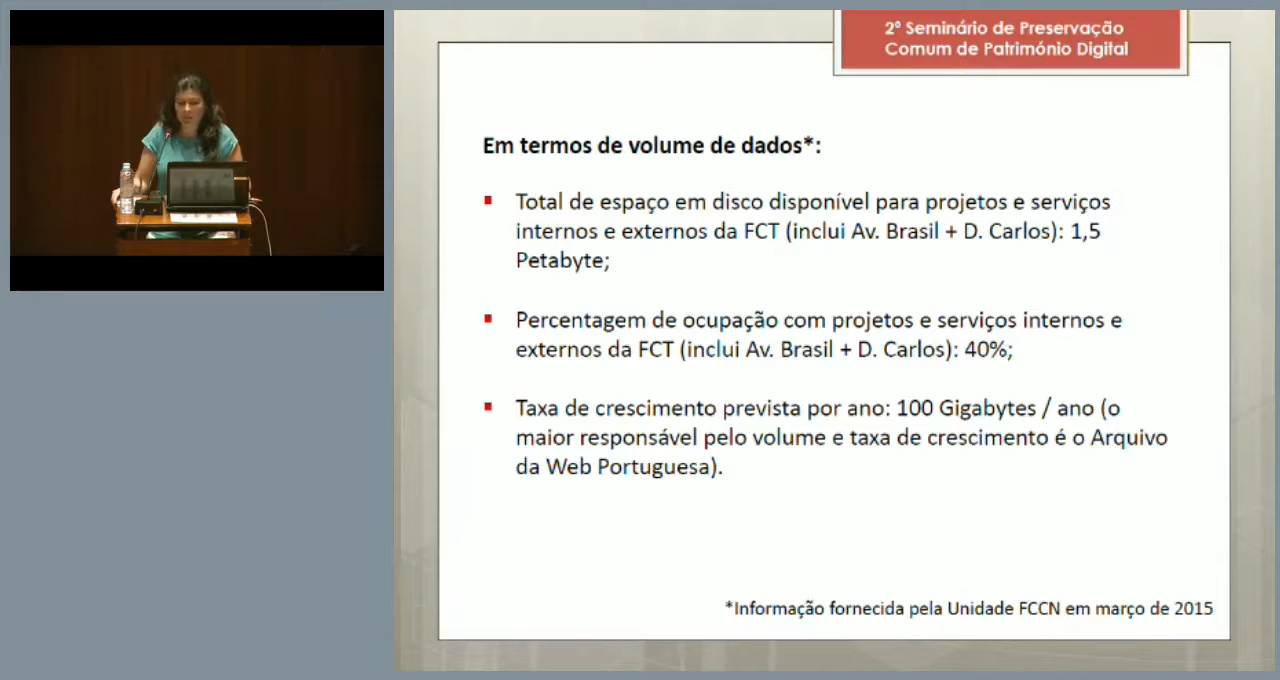 2º Seminário de Preservação
Comum de Património Digital
Em termos de volume de dados*:
Total de espaço em disco disponível para projetos e serviços
internos e externos da FCT (inclui Av. Brasil + D. Carlos): 1,5
Petabyte;
Percentagem de ocupação com projetos e serviços internos e
externos da FCT (inclui Av. Brasil + D. Carlos): 40%;
Taxa de crescimento prevista por ano: 100 Gigabytes / ano (o
maior responsável pelo volume e taxa de crescimento é o Arquivo
da Web Portuguesa).
*Informação fornecida pela Unidade FCCN em março de 2015